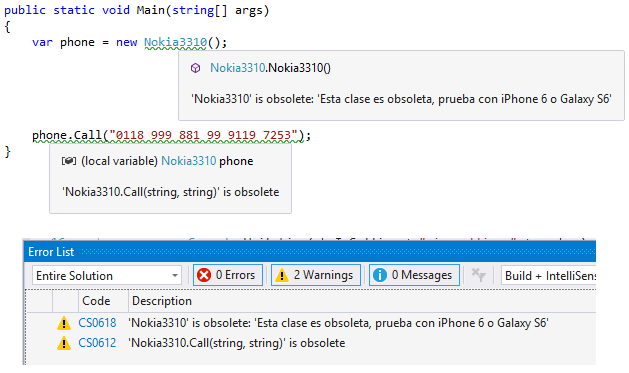 public static void Main(string[] args)
{
var phone = new Nokia3310();
Nokia3310.Nokia3310()
'Nokia3310' is obsolete: 'Esta clase es obsoleta, prueba con iPhone 6 o Galaxy S6'
phone.Call("0118 999 881 99 9119 7253");
}
(local variable) Nokia3310 phone
'Nokia3310.Call(string, string)' is obsolete
Error List
Entire Solution 0 Errors 2 Warnings 0 Messages Build + IntelliSens
Code Description
CS0618 'Nokia3310' is obsolete: 'Esta clase es obsoleta, prueba con iPhone 6 o Galaxy S6'
CS0612 'Nokia3310.Call(string, string)' is obsolete